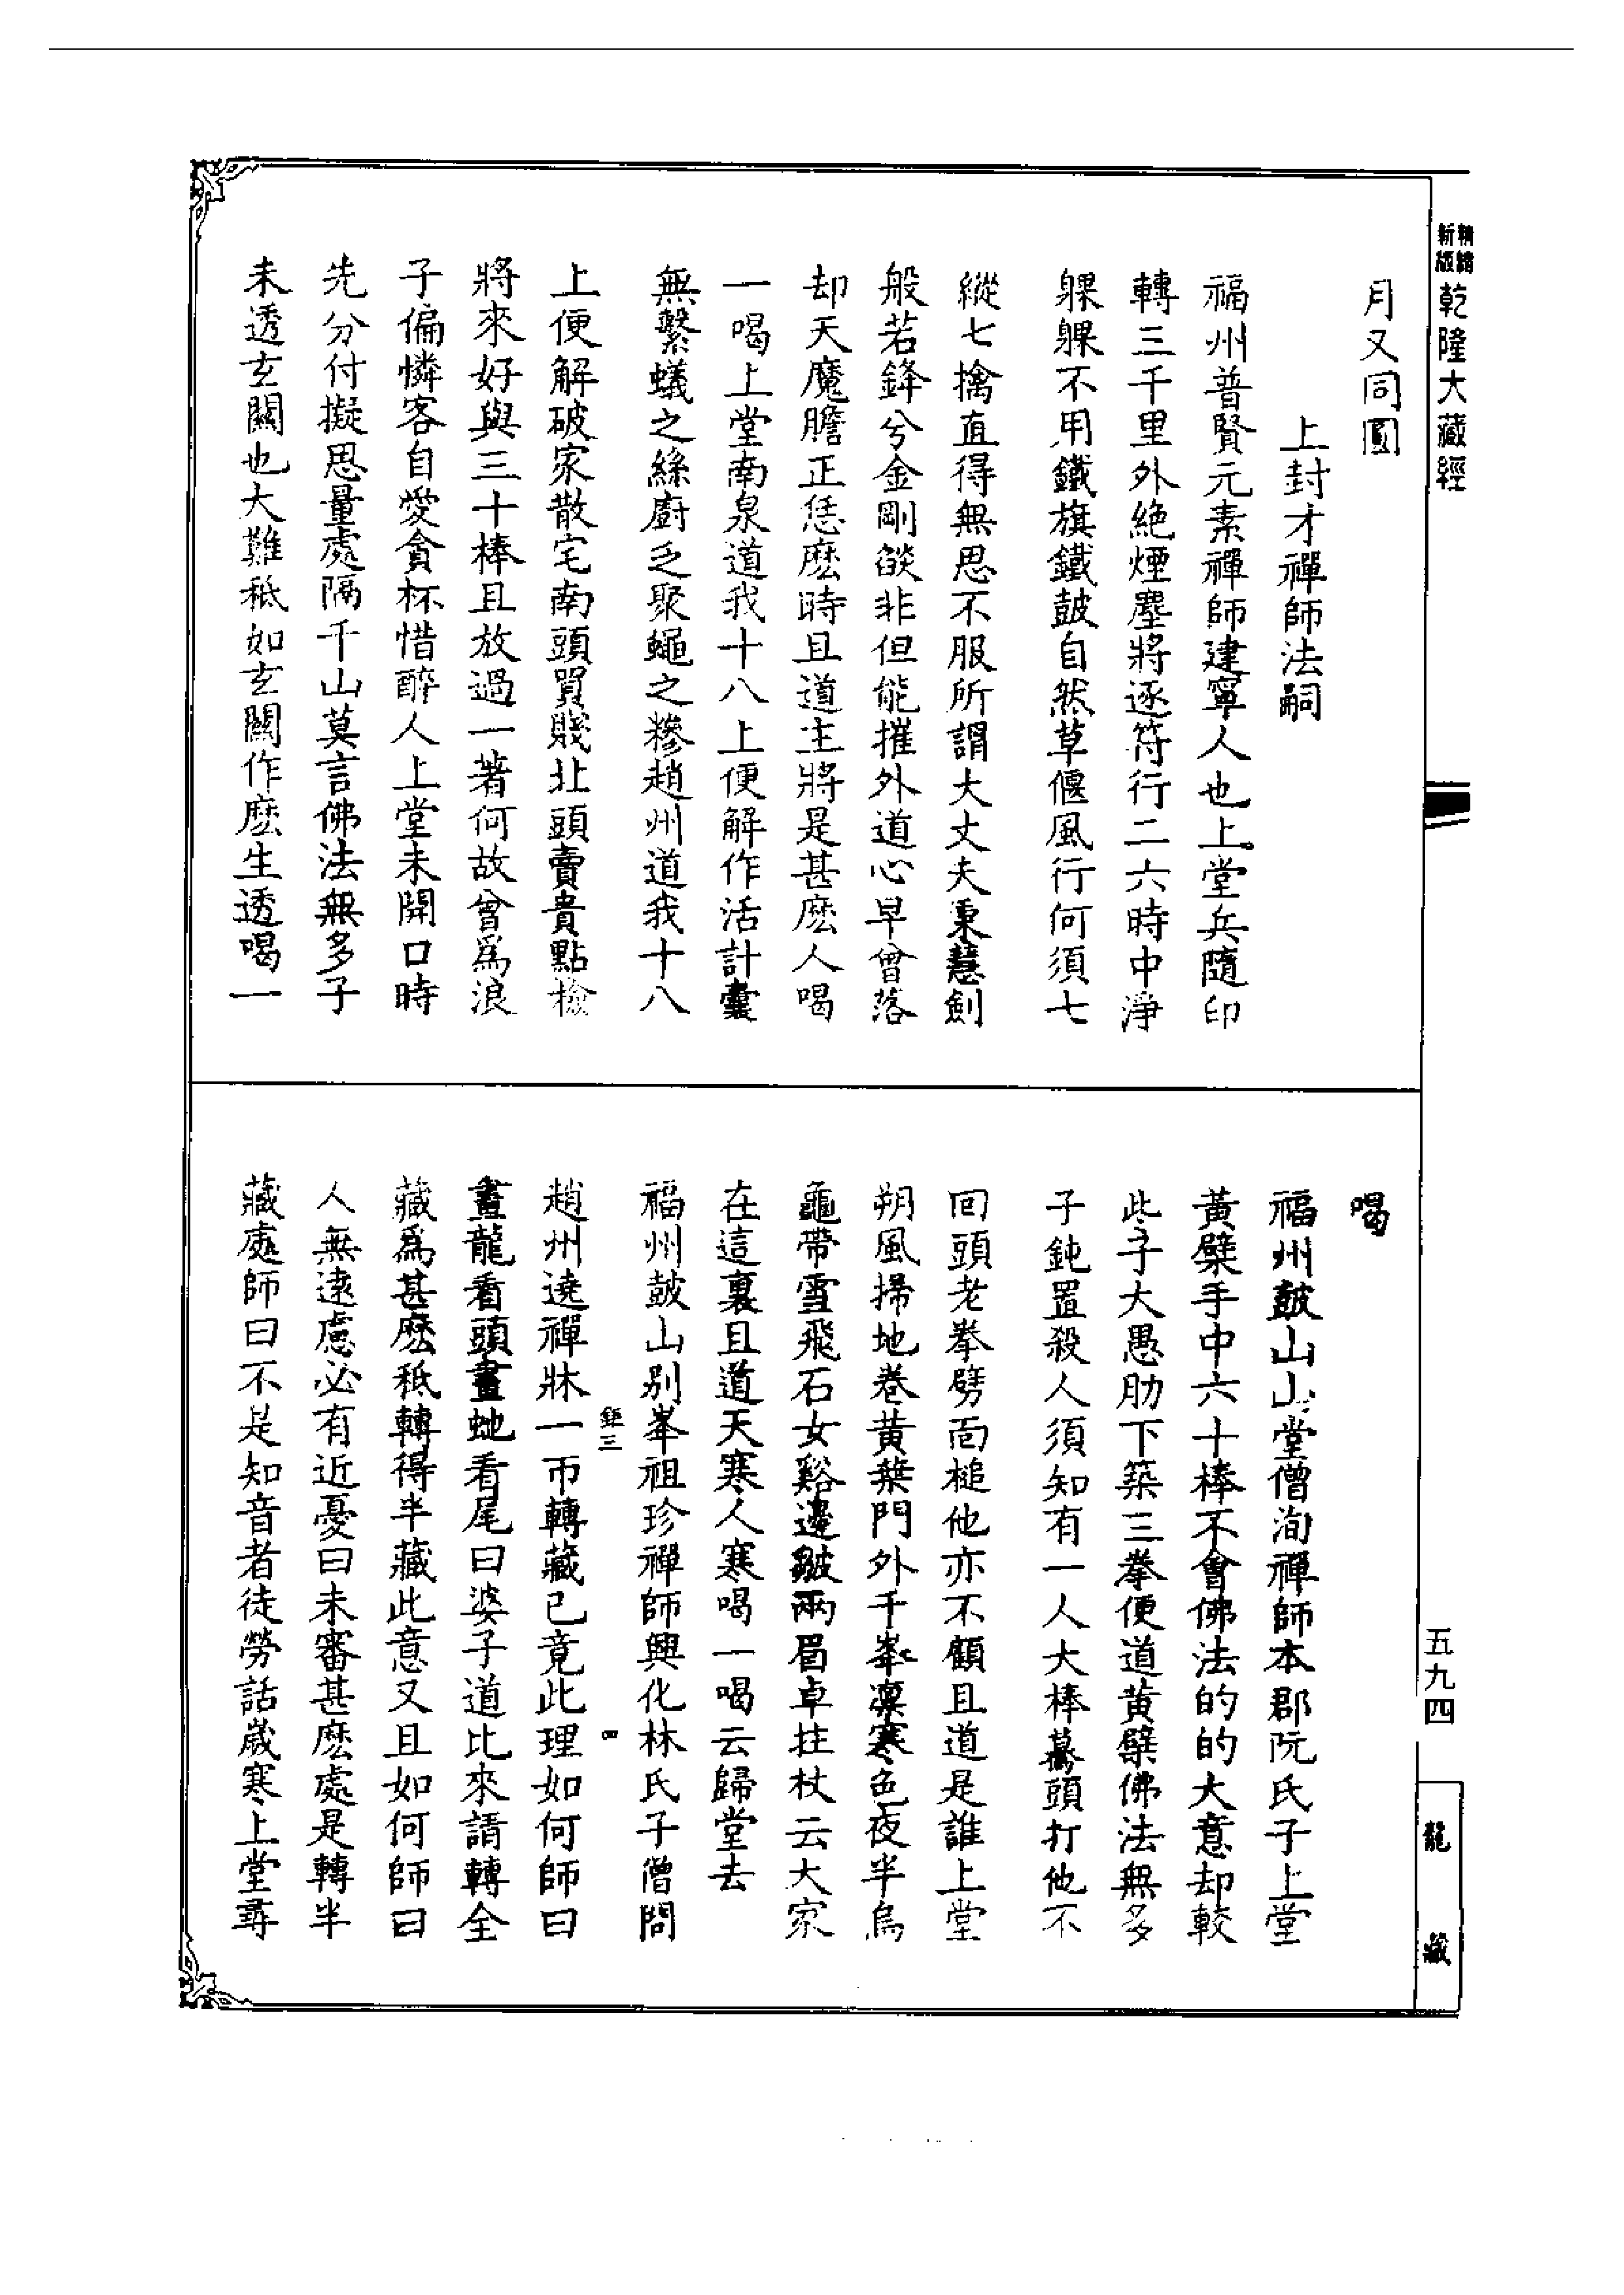 精縮新版乾隆大藏經
月又同圓
上封才禪師法嗣
福州普賢元素禪師建寧人也上堂兵隨印
轉三千里外絶煙塵將逐符行二六時中淨
躶躶不用鐵旗鐵鼓自然草偃風行何須七
縱七擒直得無思不服所謂大丈夫秉慧劍
般若鋒兮金剛燄非但能摧外道心早曾落
却天魔膽正恁麽時且道主將是甚麽人喝
一喝上堂南泉道我十八上便解作活計囊
無繫蟻之絲廚乏聚蠅之糝趙州道我十八
上便解破家散宅南頭買賤北頭賣貴點檢
將來好與三十棒且放過一著何故曾爲浪
子偏憐客自愛貪杯惜醉人上堂未開口時
先分付擬思量處隔千山莫言佛法無多子
未透玄關也大難秖如玄關作麽生透喝一
喝
福州鼓山山堂僧洵禪師本郡阮氏子上堂
黃檗手中六十棒不會佛法的的大意却較
此子大愚肋下築三拳便道黃檗佛法無多
子鈍置殺人須知有一人大棒驀頭打他不
回頭老拳劈面槌他亦不顧且道是誰上堂
朔風掃地卷黃葉門外千峯凜寒色夜半烏
龜帶雪飛石女谿邊皺兩眉卓拄杖云大家
在這裏且道天寒人寒喝一喝云歸堂去
福州鼓山別峯祖珍禪師興化林氏子僧問
鉅三 四
趙州遶禪牀一帀轉藏已竟此理如何師曰
畫龍看頭畫虵看尾曰婆子道比來請轉全
藏爲甚麽秖轉得半藏此意又且如何師曰
人無遠慮必有近憂曰未審甚麽處是轉半
藏處師曰不是知音者徒勞話歲寒上堂尋
五九四
龍藏